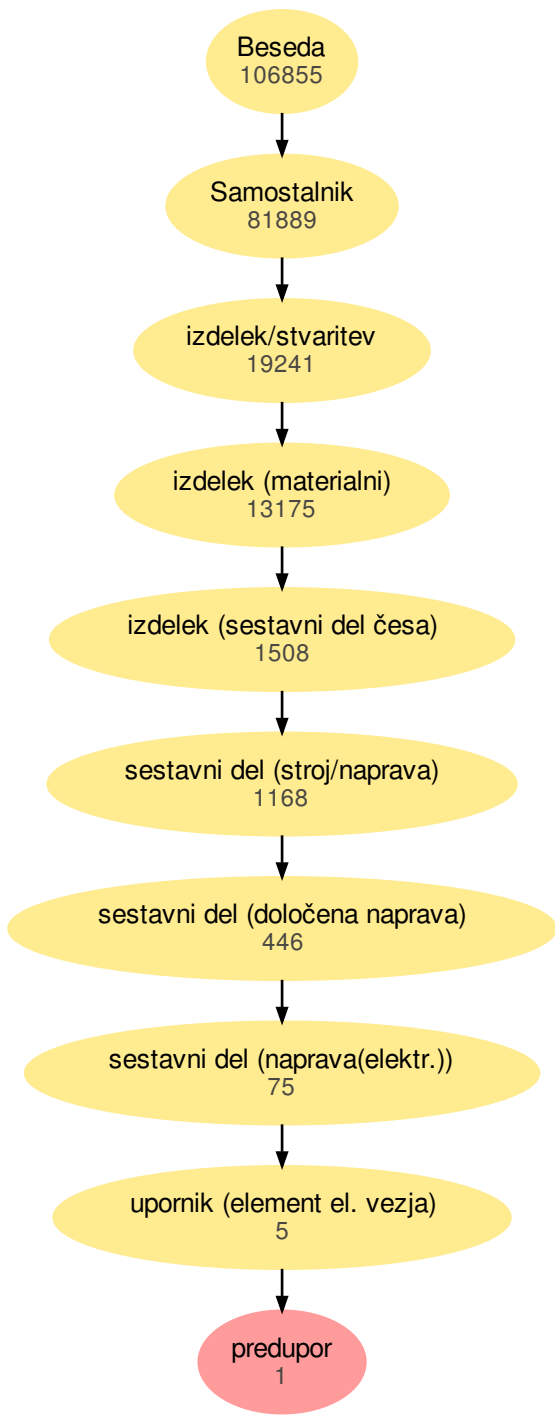 Beseda
106855
Samostalnik
81889
izdelek/stvaritev
19241
izdelek (materialni)
13175
izdelek (sestavni del česa)
1508
sestavni del (stroj/naprava)
1168
sestavni del (določena naprava)
446
sestavni del (naprava(elektr.))
75
upornik (element el. vezja)
5
predupor
1